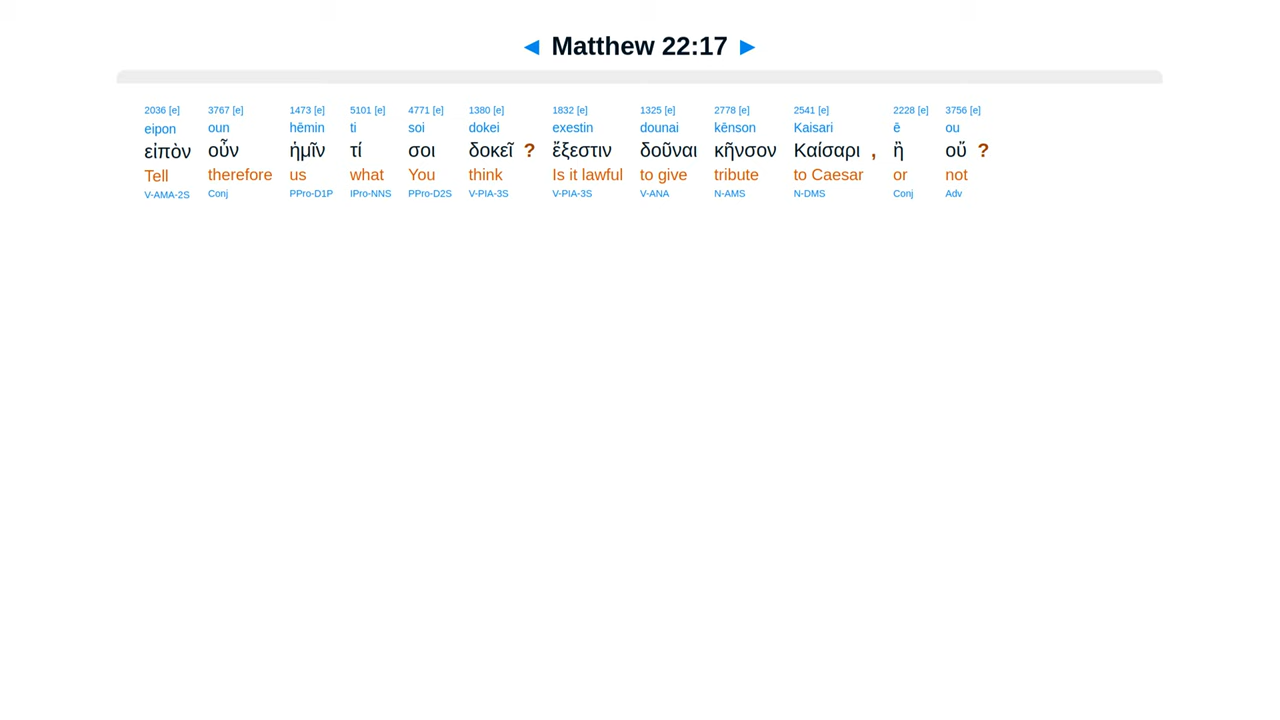 ◄ Matthew 22:17 ►
2036 [e] 3767 [e] 1473 [e] 5101 [e] 4771 [e] 1380 [e] 1832 [e] 1325 [e] 2778 [e] 2541 [e] 2228 [e] 3756 [e]
eipon oun hēmin ti soi dokei exestin dounai kēnson Kaisari ē ou
εἰπὸν οὖν ἡμῖν τί σοι δοκεῖ ? ἔξεστιν δοῦναι κῆνσον Καίσαρι , ἢ οὔ ?
Tell therefore us what You think Is it lawful to give tribute to Caesar or not
V-AMA-2S Conj PPro-D1P IPro-NNS PPro-D2S V-PIA-3S V-PIA-3S V-ANA N-AMS N-DMS Conj Adv